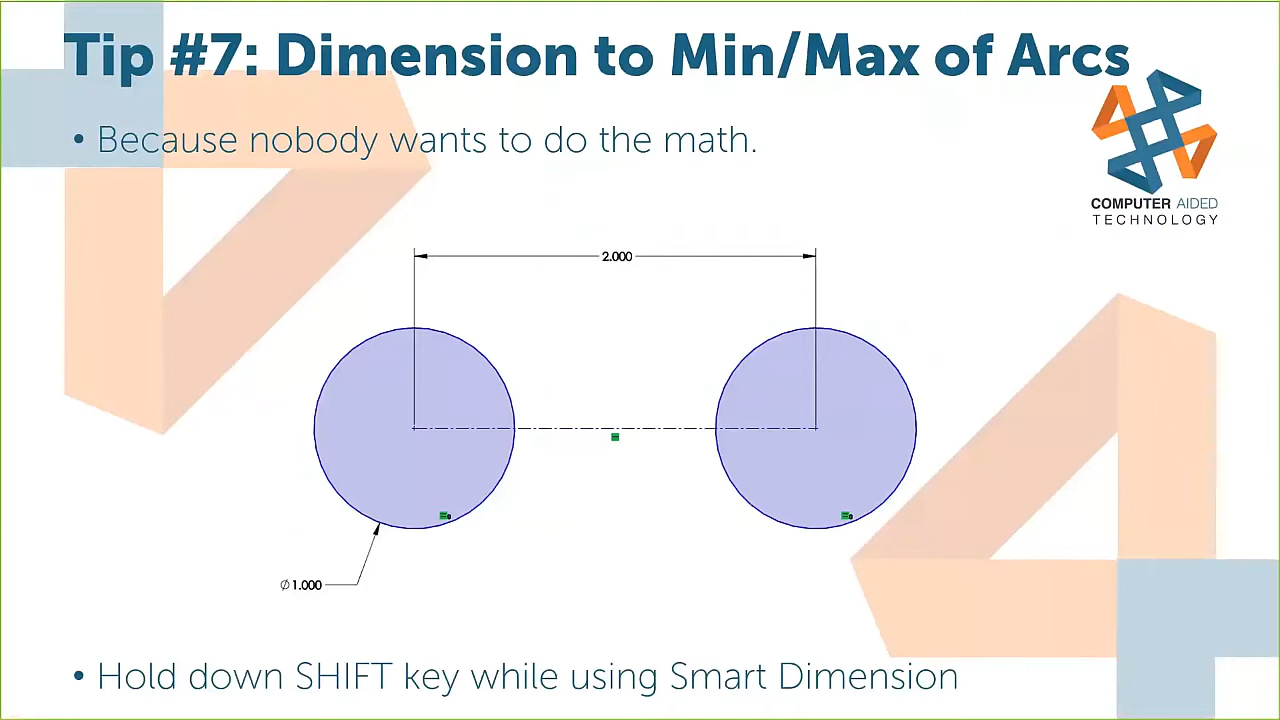 Tip #7: Dimension to Min/Max of Arcs
• Because nobody wants to do the math.
COMPUTER AIDED
TECHNOLOGY
2.000
∅1.000
• Hold down SHIFT key while using Smart Dimension